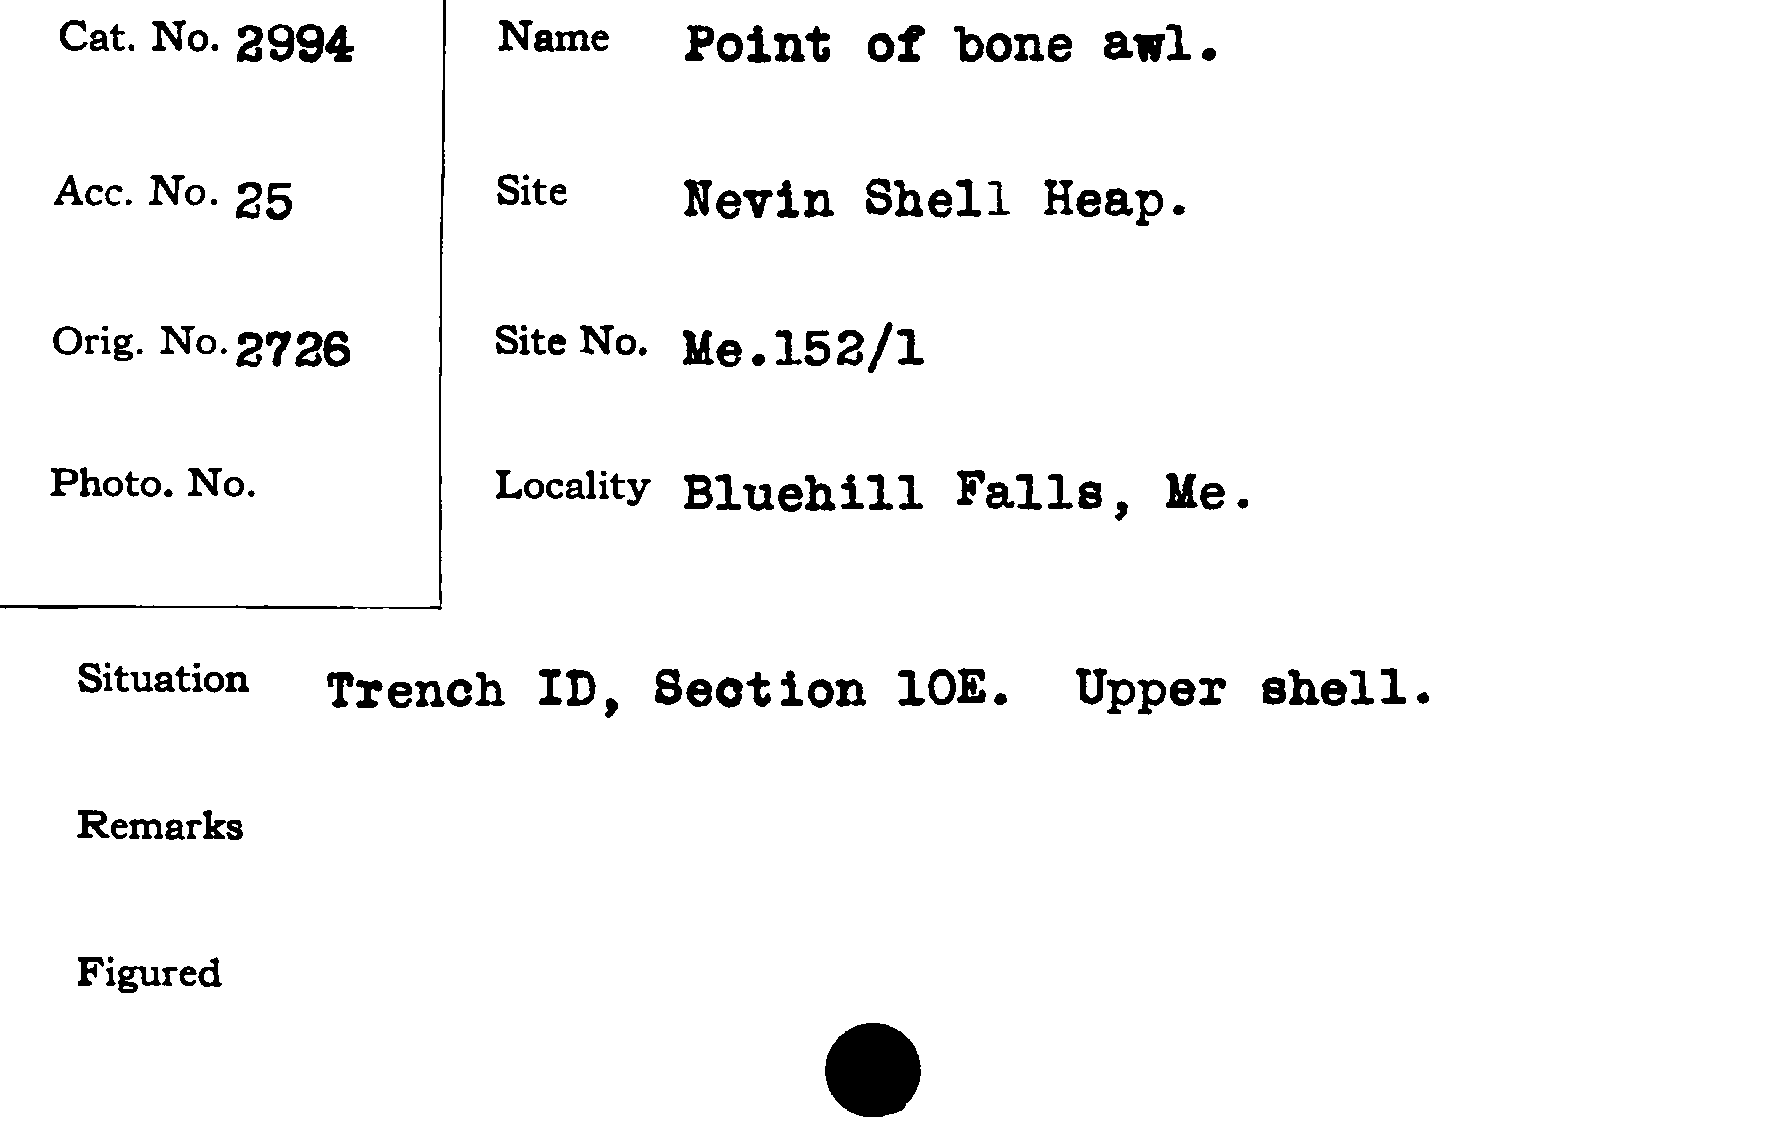 Cat. No. 2994
Name Point of bone awl.
Acc. No. 25
Site Nevin Shell Heap.
Orig. No. 2726
Site No. Me.152/1
Photo. No.
Locality Bluehill Falls, Me.
Situation Trench ID, Section 10E. Upper shell.
Remarks
Figured